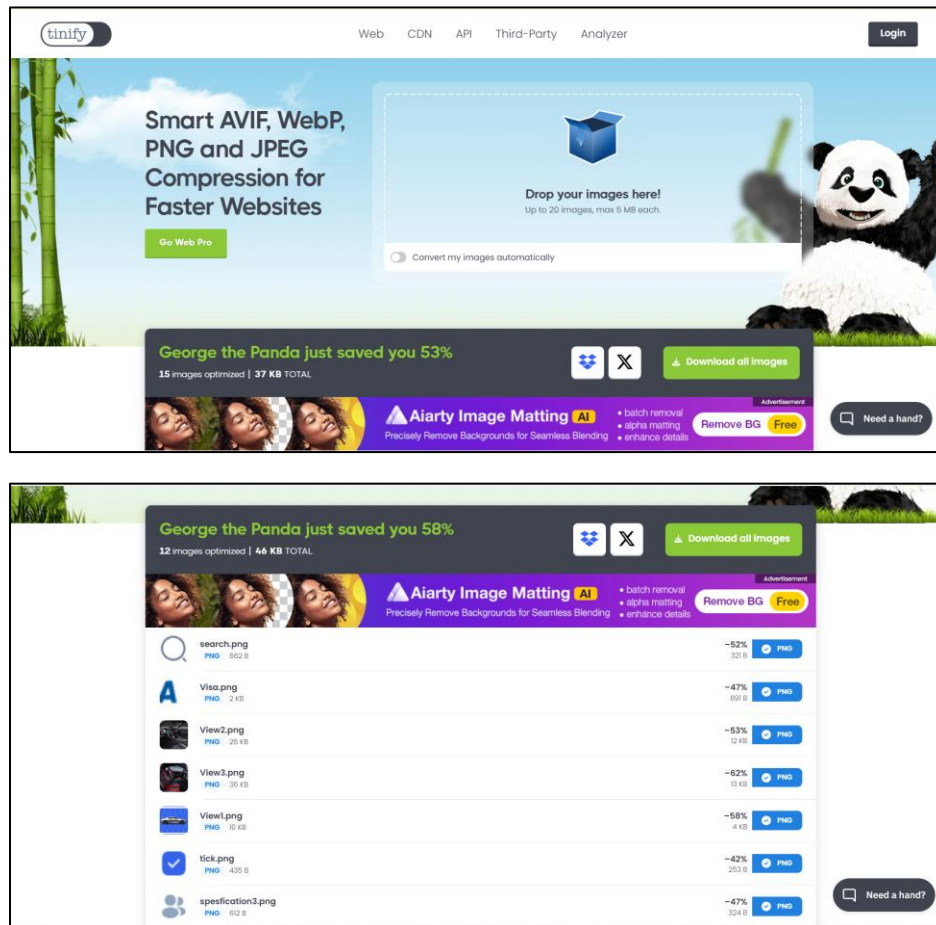 tinify
Web CDN API Third-Party Analyzer
Login
Smart AVIF, WebP,
PNG and JPEG
Compression for
Faster Websites
Go Web Pro
Drop your images here!
Up to 20 images, max 5 MB each.
Convert my images automatically
George the Panda just saved you 53%
15 images optimized | 37 KB TOTAL
Download all images
Advertisement
Aiarty Image Matting AI
Precisely Remove Backgrounds for Seamless Blending
• batch removal
• alpha matting
• enhance details
Remove BG Free
Need a hand?
George the Panda just saved you 58%
12 images optimized | 46 KB TOTAL
Download all images
Advertisement
Aiarty Image Matting AI
Precisely Remove Backgrounds for Seamless Blending
• batch removal
• alpha matting
• enhance details
Remove BG Free
search.png
PNG 662 B
-52%
321 B
PNG
Visa.png
PNG 2 KB
-47%
891 B
PNG
View2.png
PNG 26 KB
-53%
12 KB
PNG
View3.png
PNG 36 KB
-62%
13 KB
PNG
View1.png
PNG 10 KB
-58%
4 KB
PNG
tick.png
PNG 435 B
-42%
253 B
PNG
spesfication3.png
PNG 612 B
-47%
324 B
PNG
Need a hand?